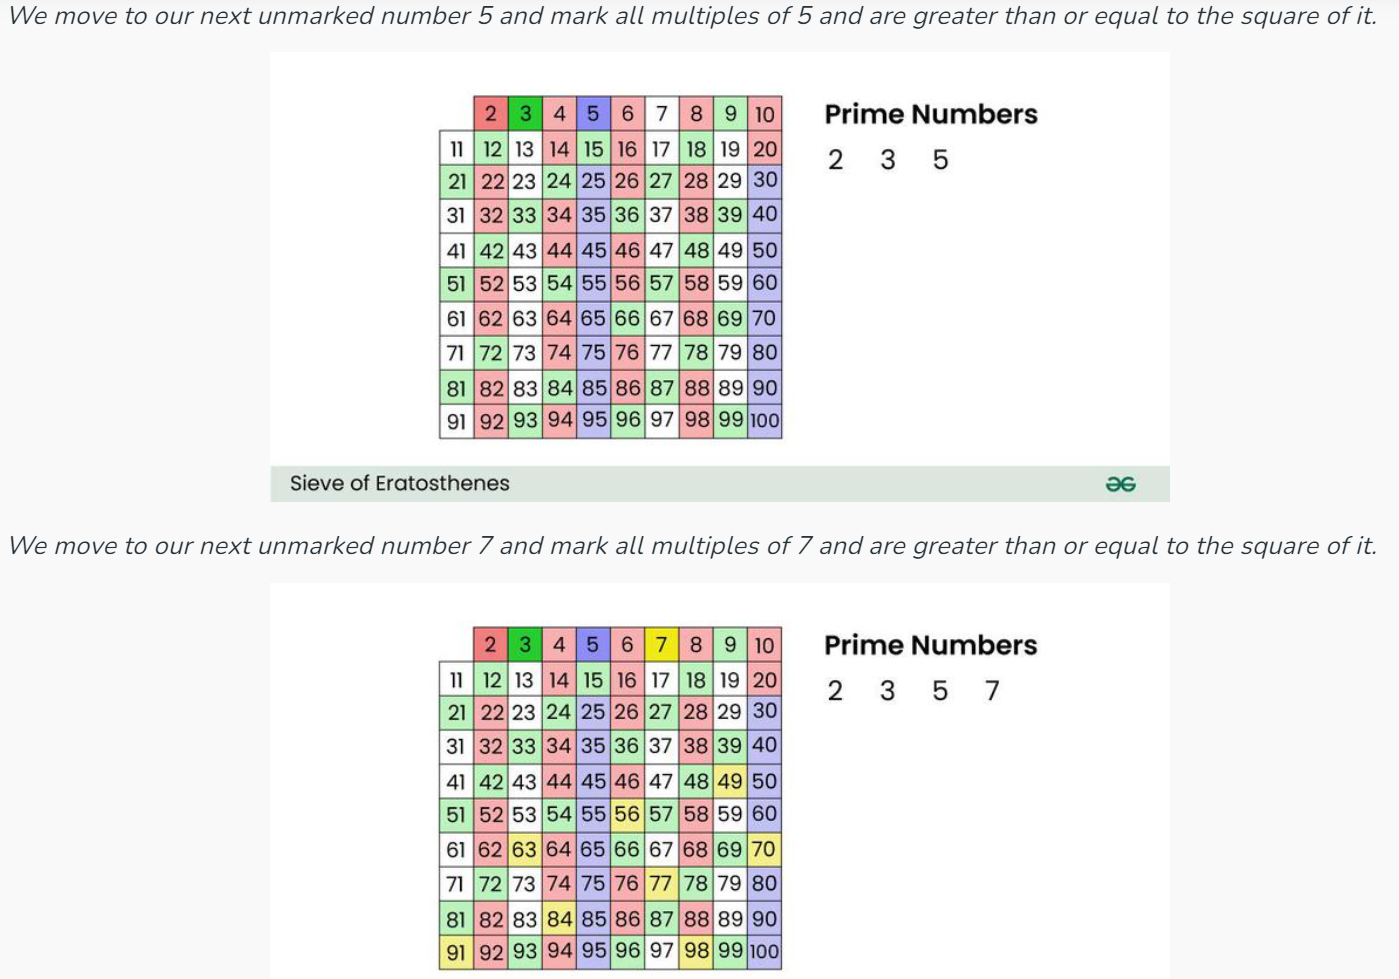 We move to our next unmarked number 5 and mark all multiples of 5 and are greater than or equal to the square of it.
2 3 4 5 6 7 8 9 10
Prime Numbers
11 12 13 14 15 16 17 18 19 20
2 3 5
21 22 23 24 25 26 27 28 29 30
31 32 33 34 35 36 37 38 39 40
41 42 43 44 45 46 47 48 49 50
51 52 53 54 55 56 57 58 59 60
61 62 63 64 65 66 67 68 69 70
71 72 73 74 75 76 77 78 79 80
81 82 83 84 85 86 87 88 89 90
91 92 93 94 95 96 97 98 99 100
Sieve of Eratosthenes
We move to our next unmarked number 7 and mark all multiples of 7 and are greater than or equal to the square of it.
2 3 4 5 6 7 8 9 10
Prime Numbers
11 12 13 14 15 16 17 18 19 20
2 3 5 7
21 22 23 24 25 26 27 28 29 30
31 32 33 34 35 36 37 38 39 40
41 42 43 44 45 46 47 48 49 50
51 52 53 54 55 56 57 58 59 60
61 62 63 64 65 66 67 68 69 70
71 72 73 74 75 76 77 78 79 80
81 82 83 84 85 86 87 88 89 90
91 92 93 94 95 96 97 98 99 100